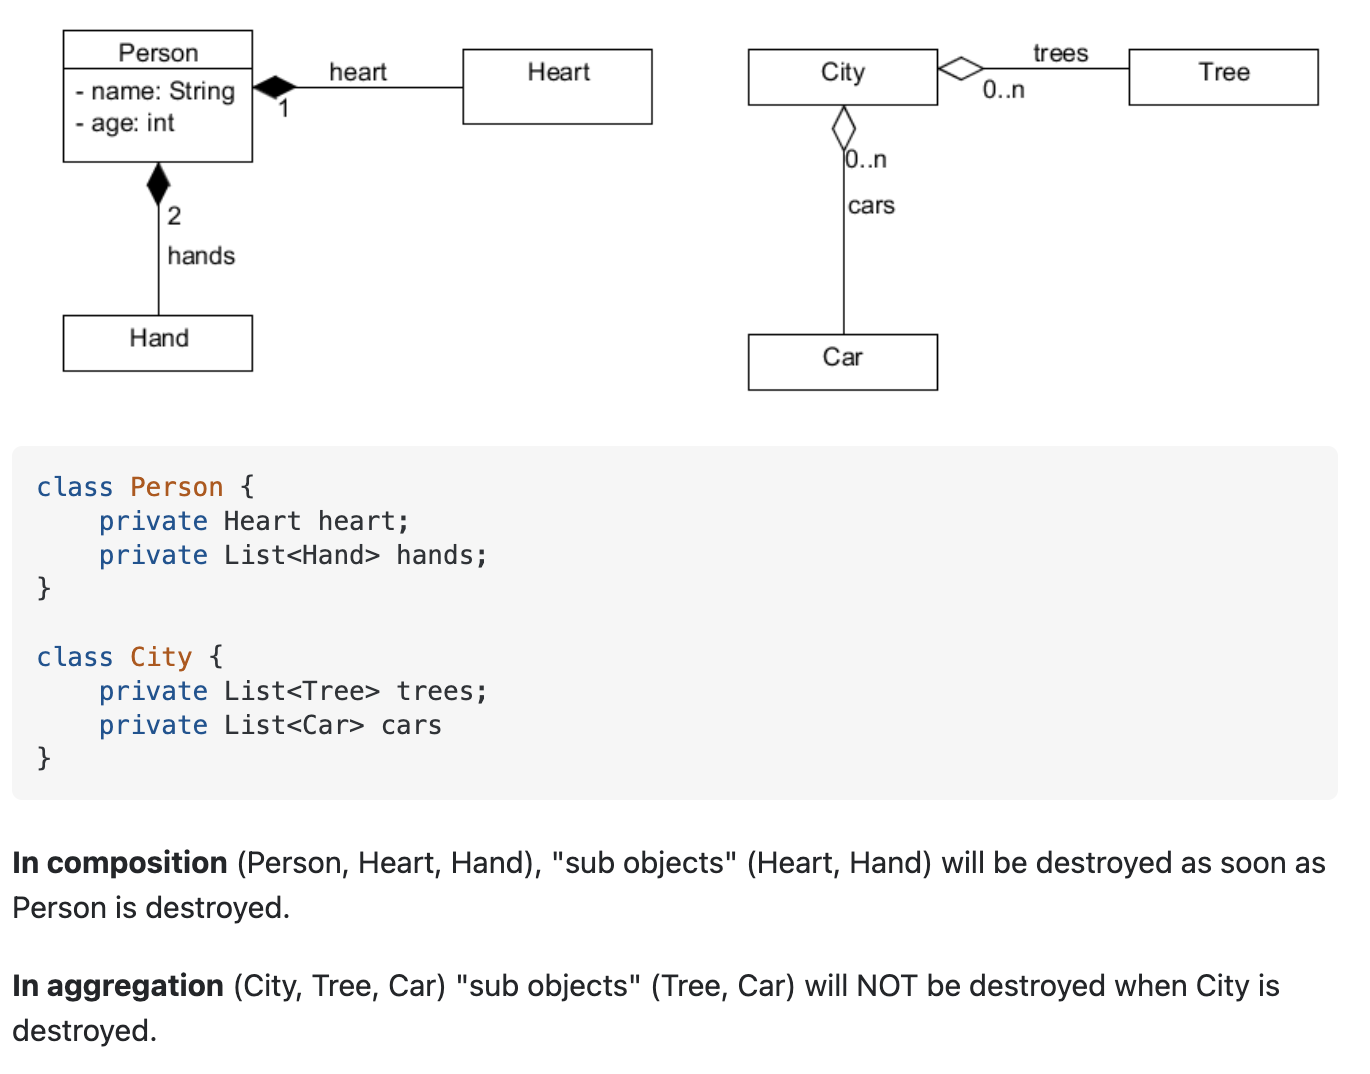 Person
- name: String
- age: int
1
heart
Heart
2
hands
Hand
City
0..n
trees
Tree
0..n
cars
Car
class Person {
    private Heart heart;
    private List<Hand> hands;
}
class City {
    private List<Tree> trees;
    private List<Car> cars
}
In composition (Person, Heart, Hand), "sub objects" (Heart, Hand) will be destroyed as soon as
Person is destroyed.
In aggregation (City, Tree, Car) "sub objects" (Tree, Car) will NOT be destroyed when City is
destroyed.